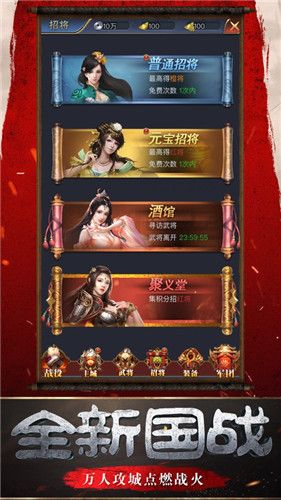 招将
10万
200
普通招将
最高得橙将
免费次数 1次内
元宝招将
最高得红将
免费次数 1次内
酒馆
寻访武将
武将离开 23:59:55
聚义堂
集积分招红将
战役 主城 武将 招将 装备 军团
全新国战
万人攻城点燃战火